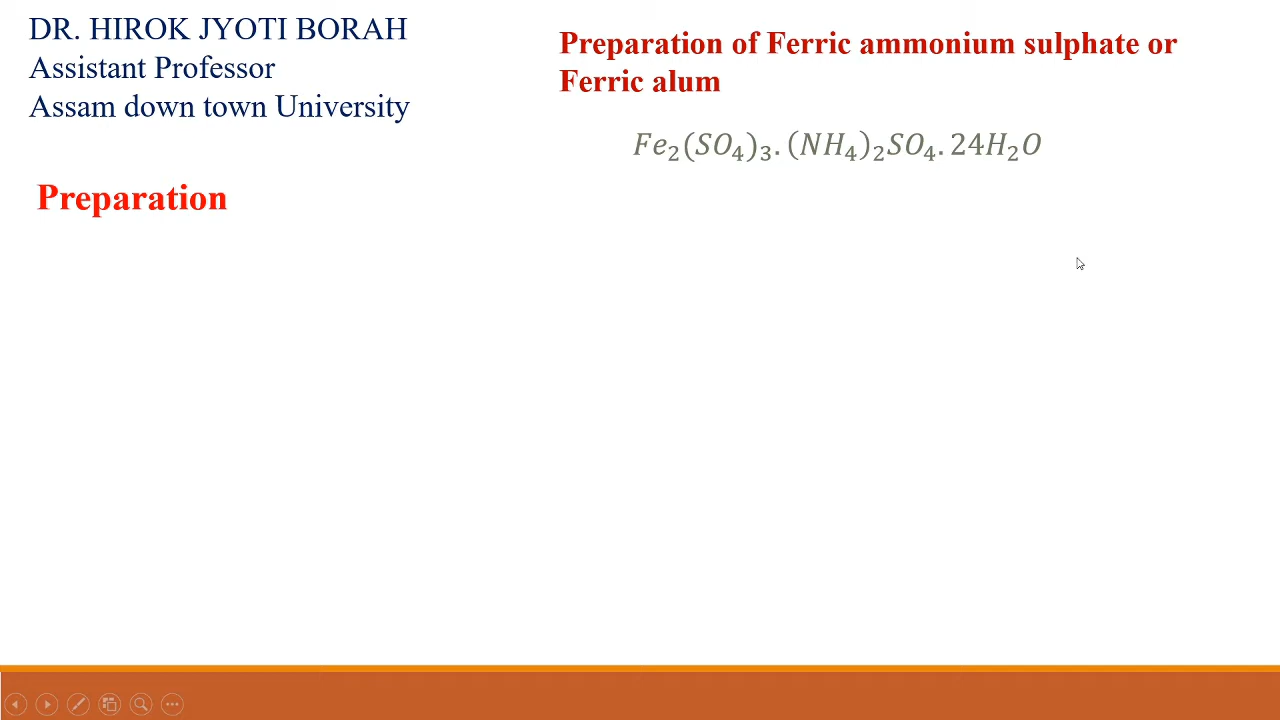 DR. HIROK JYOTI BORAH
Assistant Professor
Assam down town University
Preparation of Ferric ammonium sulphate or
Ferric alum
Fe₂(SO₄)₃.(NH₄)₂SO₄.24H₂O
Preparation